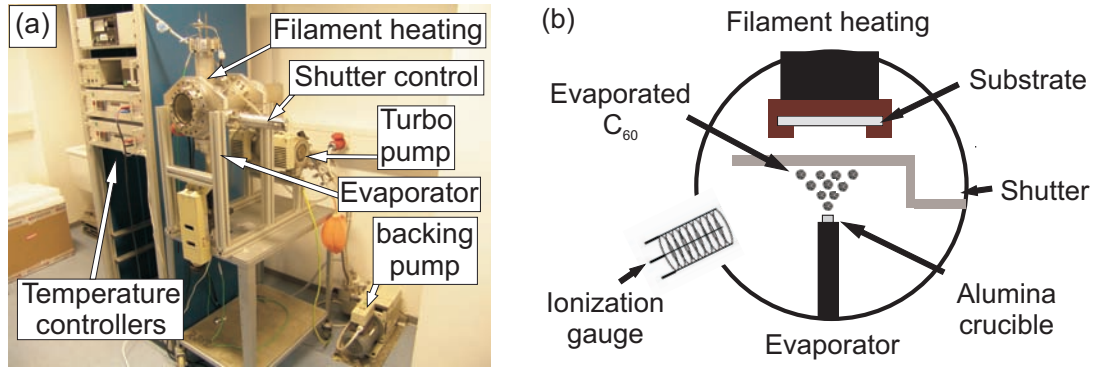 (a)
Filament heating
Shutter control
Turbo
pump
Evaporator
backing
pump
Temperature
controllers
(b)
Filament heating
Substrate
Evaporated
C₆₀
Shutter
Ionization
gauge
Alumina
crucible
Evaporator